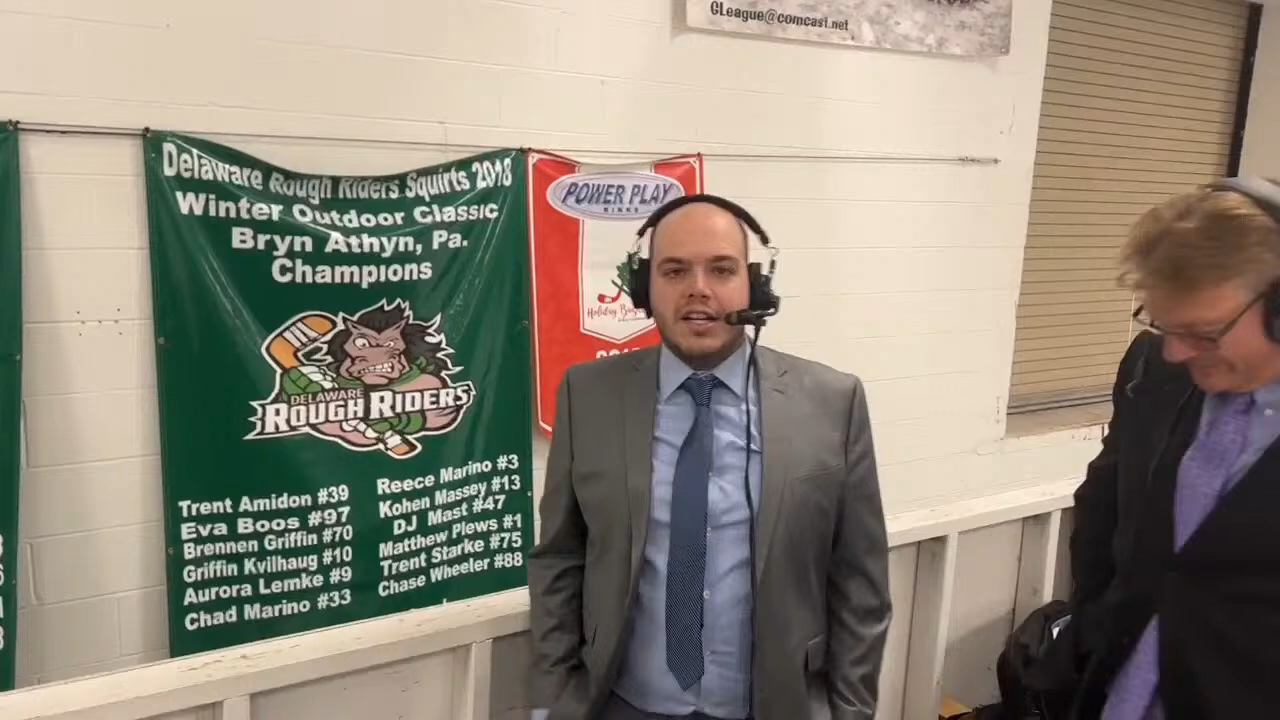 GLeague@comcast.net
Delaware Rough Riders Squirts 2018
Winter Outdoor Classic
Bryn Athyn, Pa.
Champions
DELAWARE
ROUGH RIDERS
Trent Amidon #39
Eva Boos #97
Brennen Griffin #70
Griffin Kvilhaug #10
Aurora Lemke #9
Chad Marino #33
Reece Marino #3
Kohen Massey #13
DJ Mast #47
Matthew Plews #1
Trent Starke #75
Chase Wheeler #88
POWER PLAY
RINKS
Holiday